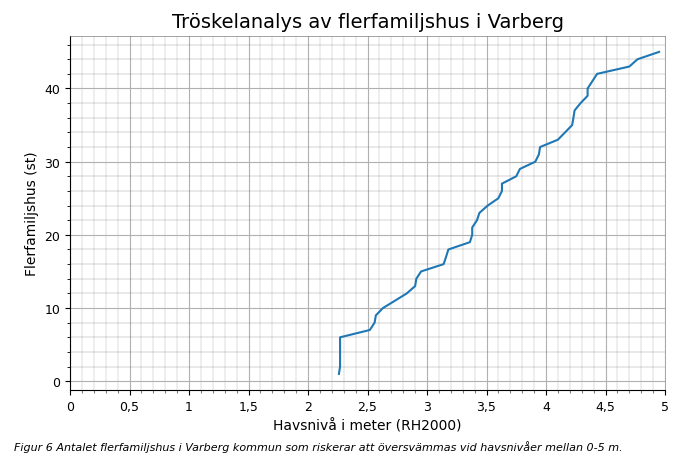 Tröskelanalys av flerfamiljshus i Varberg
Flerfamiljshus (st)
40
30
20
10
0
0 0,5 1 1,5 2 2,5 3 3,5 4 4,5 5
Havsnivå i meter (RH2000)
Figur 6 Antalet flerfamiljshus i Varberg kommun som riskerar att översvämmas vid havsnivåer mellan 0-5 m.